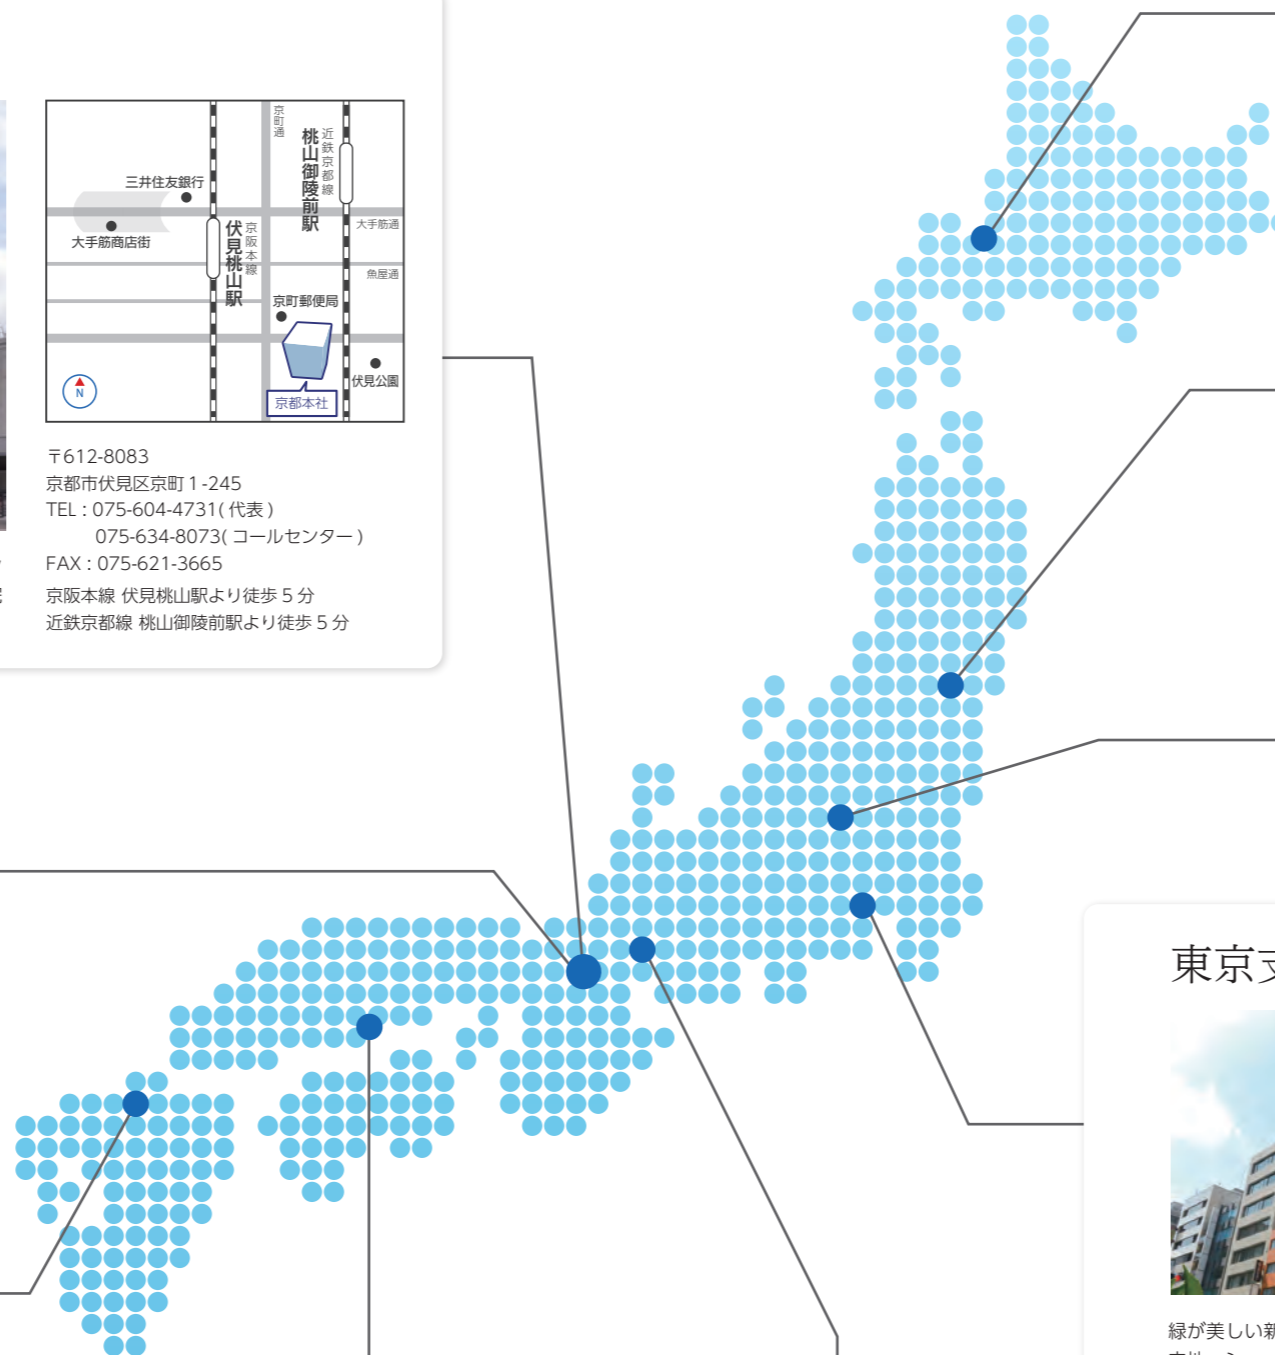 京町通
近鉄京都線
桃山御陵前駅
三井住友銀行
大手筋商店街
京阪本線
伏見桃山駅
大手筋通
魚屋通
京町郵便局
伏見公園
京都本社
N
〒612-8083
京都市伏見区京町1-245
TEL : 075-604-4731( 代表 )
075-634-8073( コールセンター )
FAX : 075-621-3665
京阪本線 伏見桃山駅より徒歩 5 分
近鉄京都線 桃山御陵前駅より徒歩 5 分
東京支
緑が美しい新